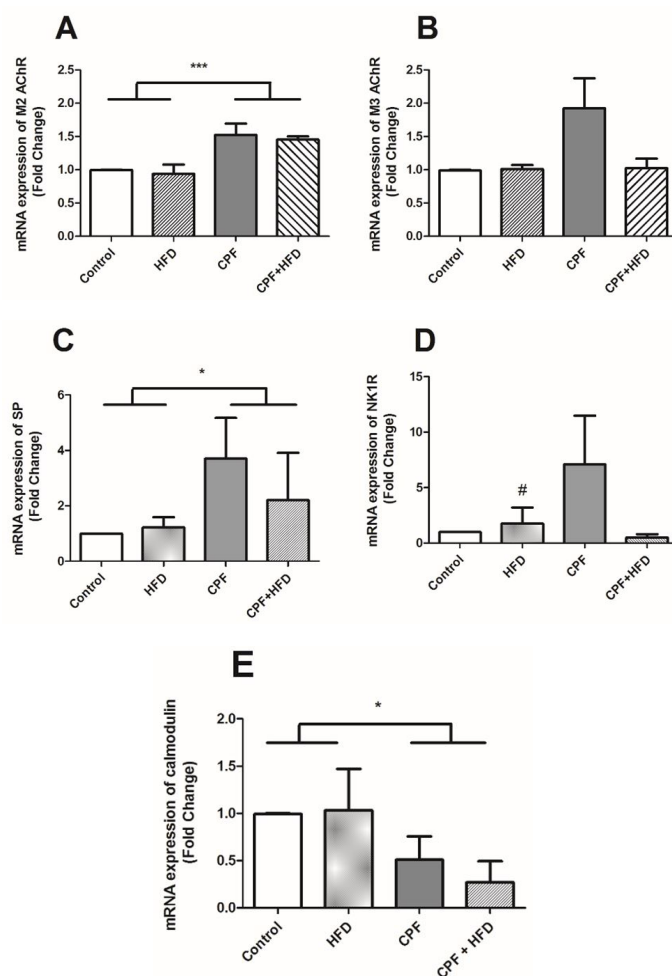 A
mRNA expression of M2 AChR
(Fold Change)
2.5
2.0
1.5
1.0
0.5
0.0
***
Control
HFD
CPF
CPF+HFD
B
mRNA expression of M3 AChR
(Fold Change)
2.5
2.0
1.5
1.0
0.5
0.0
Control
HFD
CPF
CPF+HFD
C
mRNA expression of SP
(Fold Change)
6
4
2
0
*
Control
HFD
CPF
CPF+HFD
D
mRNA expression of NK1R
(Fold Change)
15
10
5
0
#
Control
HFD
CPF
CPF+HFD
E
mRNA expression of calmodulin
(Fold Change)
2.0
1.5
1.0
0.5
0.0
*
Control
HFD
CPF
CPF + HFD